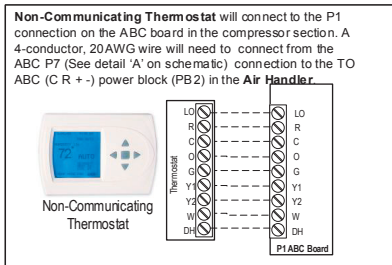 Non-Communicating Thermostat will connect to the P1
connection on the ABC board in the compressor section. A
4-conductor, 20AWG wire will need to connect from the
ABC P7 (See detail 'A' on schematic) connection to the TO
ABC (C R + -) power block (PB2) in the Air Handler.
LO
R
C
O
G
Y1
Y2
W
DH
Thermostat
LO
R
C
O
G
Y1
Y2
W
DH
P1 ABC Board
72
Non-Communicating
Thermostat